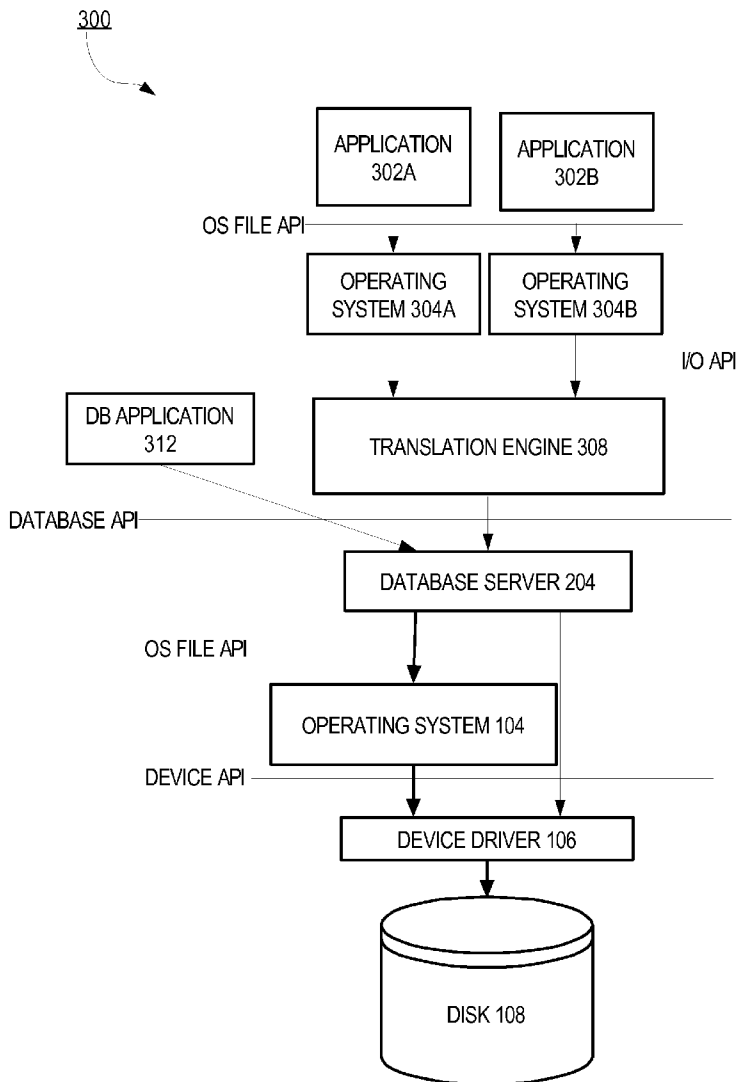 300
APPLICATION
302A
APPLICATION
302B
OS FILE API
OPERATING
SYSTEM 304A
OPERATING
SYSTEM 304B
I/O API
DB APPLICATION
312
TRANSLATION ENGINE 308
DATABASE API
DATABASE SERVER 204
OS FILE API
OPERATING SYSTEM 104
DEVICE API
DEVICE DRIVER 106
DISK 108